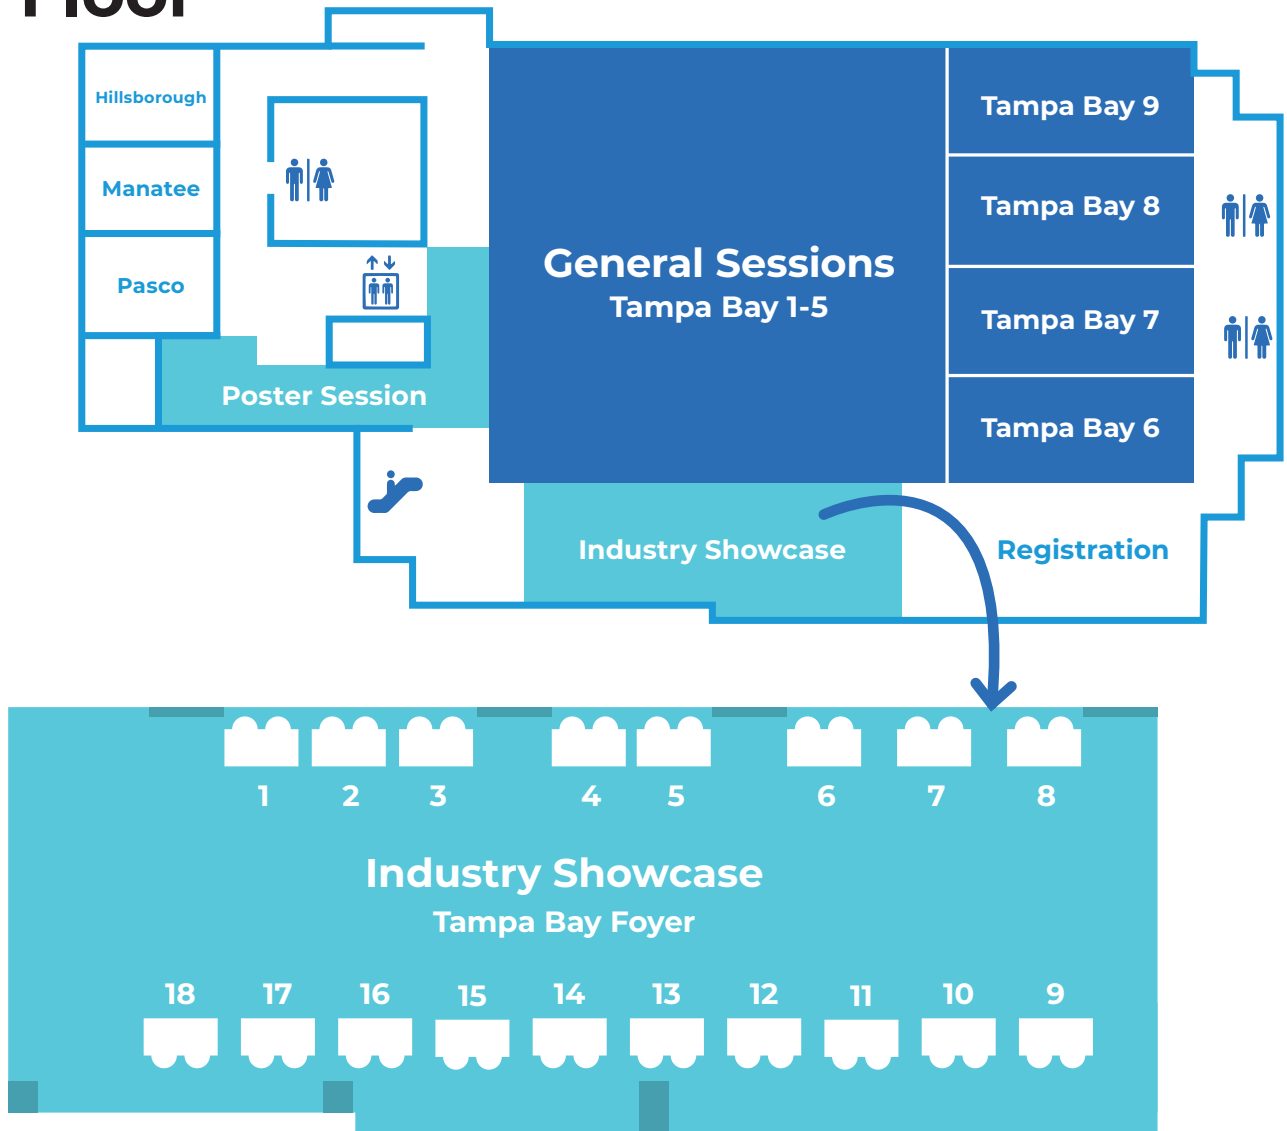 Floor
Hillsborough
Manatee
Pasco
Poster Session
General Sessions
Tampa Bay 1-5
Tampa Bay 9
Tampa Bay 8
Tampa Bay 7
Tampa Bay 6
Industry Showcase
Registration
1 2 3 4 5 6 7 8
Industry Showcase
Tampa Bay Foyer
18 17 16 15 14 13 12 11 10 9